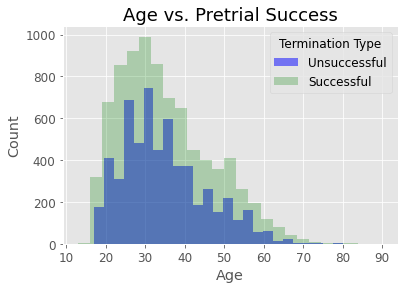 Age vs. Pretrial Success
Termination Type
Unsuccessful
Successful
Count
1000
800
600
400
200
0
10 20 30 40 50 60 70 80 90
Age